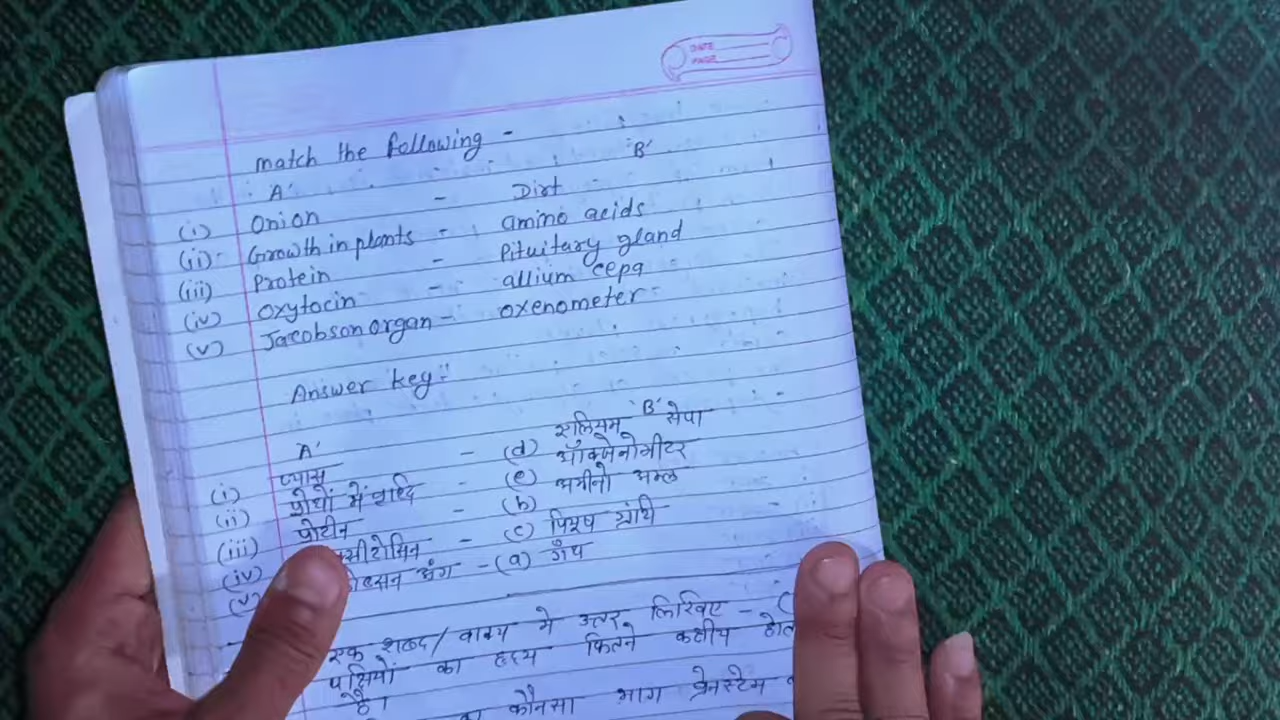 DATE
PAGE
Match the following -
A' 'B'
(i) Onion - Dirt
(ii) Growth in plants - amino acids
(iii) Protein - Pituitary gland
(iv) Oxytocin - allium cepa
(v) Jacobson organ - oxenometer
Answer key:
A' 'B'
(i) प्याज - (d) एलियम सेपा
(ii) पौधों में वृद्धि - (e) ऑक्जेनोमीटर
(iii) प्रोटीन - (b) अमीनो अम्ल
(iv) सीटोसिन - (c) पियूष ग्रंथि
(v) अंग - (a) गंध
एक शब्द/वाक्य में उत्तर लिखिए - (
पक्षियों का हृदय कितने कक्षीय
है।
का कौनसा भाग ब्रेनस्टेम